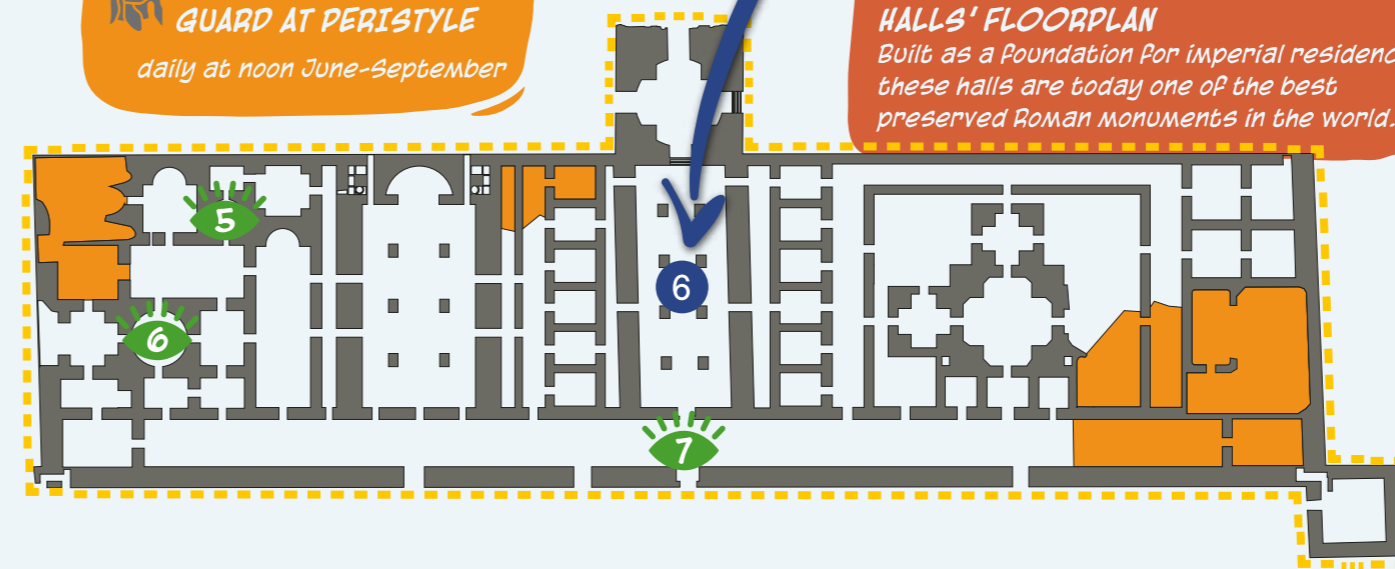 GUARD AT PERISTYLE
daily at noon June-September
HALLS' FLOORPLAN
Built as a foundation for imperial residenc
these halls are today one of the best
preserved Roman monuments in the world.
5
6
6
7